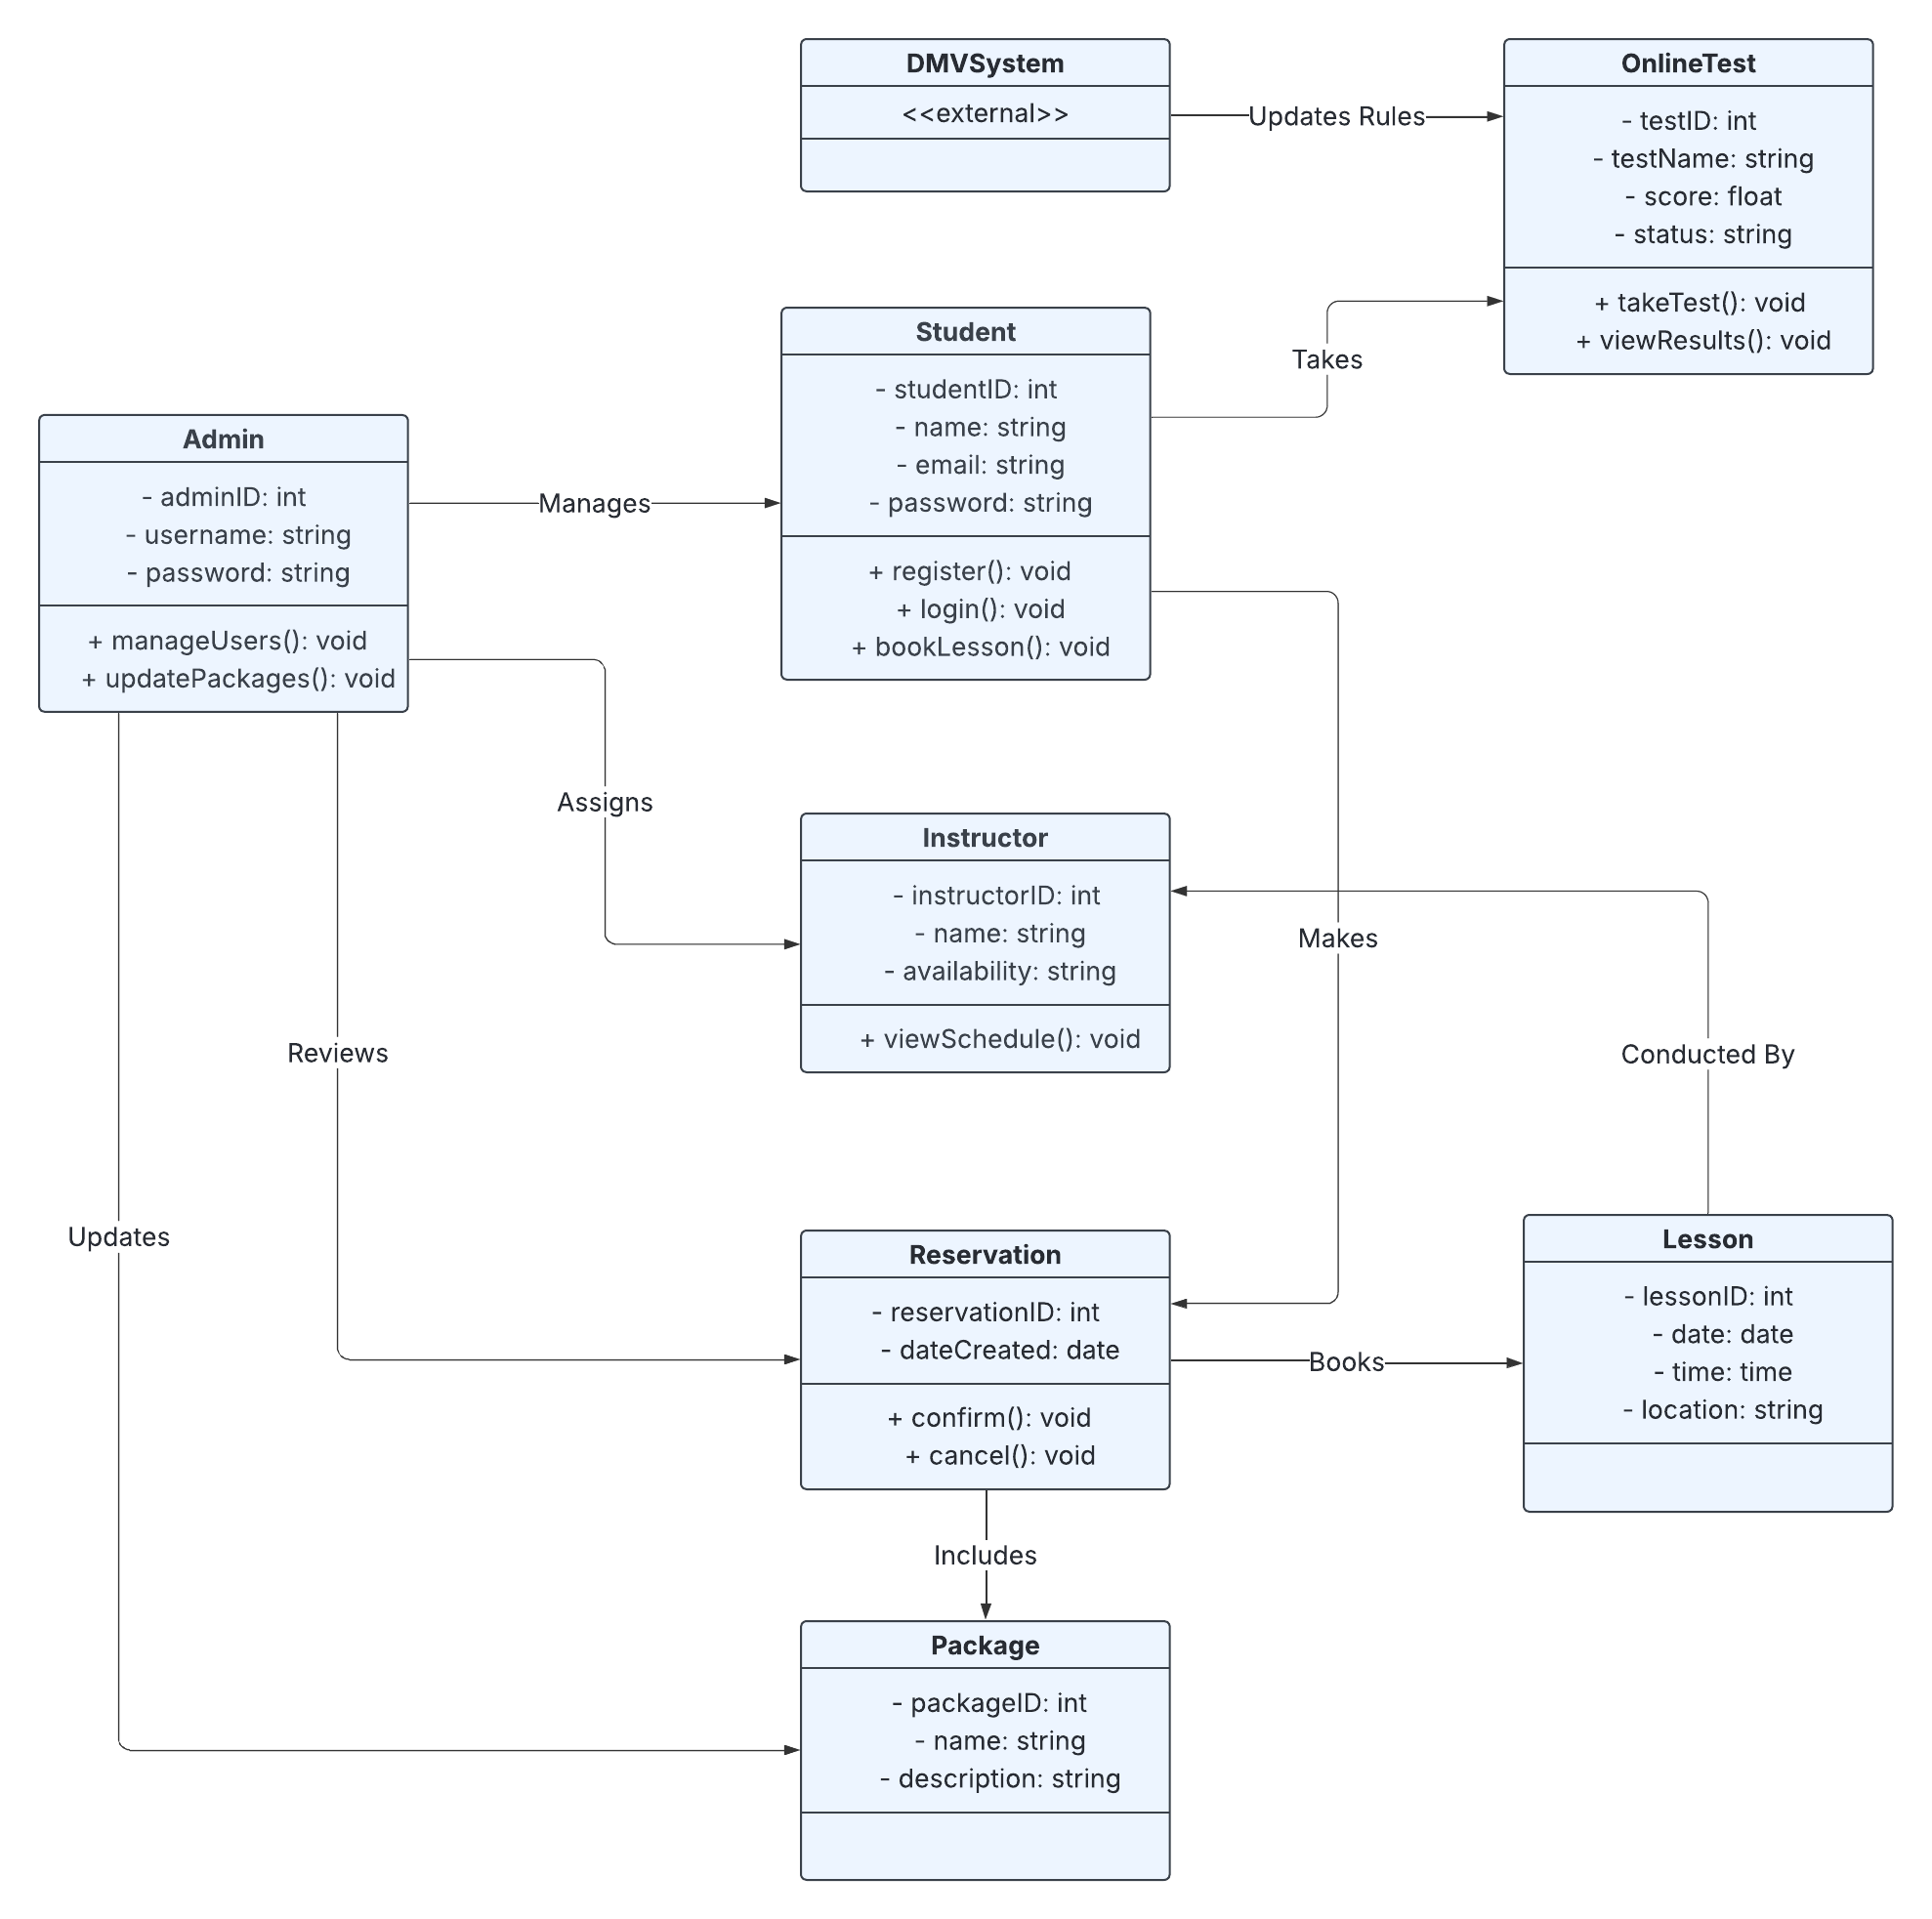 DMVSystem
<<external>>
Updates Rules
OnlineTest
- testID: int
- testName: string
- score: float
- status: string
+ takeTest(): void
+ viewResults(): void
Student
- studentID: int
- name: string
- email: string
- password: string
+ register(): void
+ login(): void
+ bookLesson(): void
Takes
Admin
- adminID: int
- username: string
- password: string
+ manageUsers(): void
+ updatePackages(): void
Manages
Assigns
Instructor
- instructorID: int
- name: string
- availability: string
+ viewSchedule(): void
Makes
Reviews
Conducted By
Updates
Reservation
- reservationID: int
- dateCreated: date
+ confirm(): void
+ cancel(): void
Books
Lesson
- lessonID: int
- date: date
- time: time
- location: string
Includes
Package
- packageID: int
- name: string
- description: string